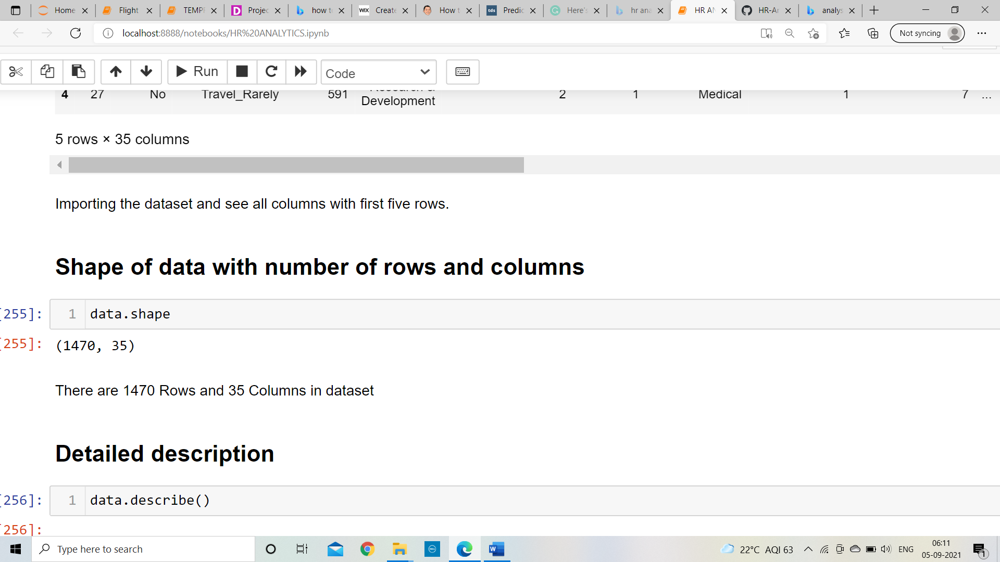 Home
Flight
TEMP
Projec
how t
Create
How t
Predic
Here's
hr ana
HR AN
HR-An
analys
localhost:8888/notebooks/HR%20ANALYTICS.ipynb
Not syncing
Run
Code
4 27 No Travel_Rarely 591 Research & Development 2 1 Medical 1 7 ...
5 rows × 35 columns
Importing the dataset and see all columns with first five rows.
Shape of data with number of rows and columns
[255]: 1 data.shape
[255]: (1470, 35)
There are 1470 Rows and 35 Columns in dataset
Detailed description
[256]: 1 data.describe()
[256]:
Type here to search
22°C AQI 63
ENG
06:11
05-09-2021
1